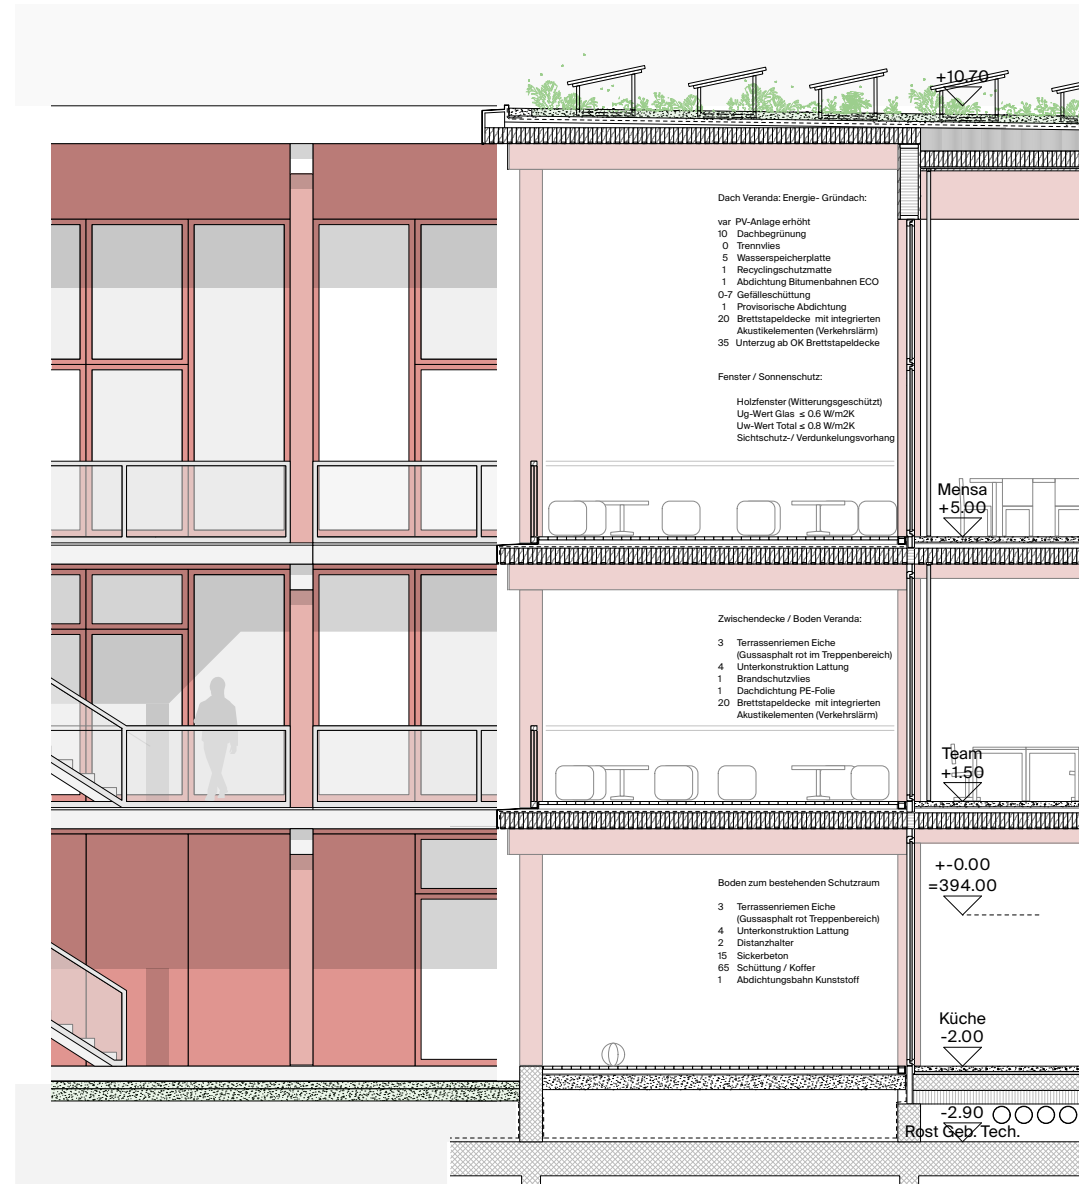 +10.70
Dach Veranda: Energie- Gründach:
var PV-Anlage erhöht
10 Dachbegrünung
0 Trennvlies
5 Wasserspeicherplatte
1 Recyclingschutzmatte
1 Abdichtung Bitumenbahnen ECO
0-7 Gefälleschüttung
1 Provisorische Abdichtung
20 Brettstapeldecke mit integrierten
Akustikelementen (Verkehrslärm)
35 Unterzug ab OK Brettstapeldecke
Fenster / Sonnenschutz:
Holzfenster (Witterungsgeschützt)
Ug-Wert Glas ≤ 0.6 W/m2K
Uw-Wert Total ≤ 0.8 W/m2K
Sichtschutz-/ Verdunkelungsvorhang
Mensa
+5.00
Zwischendecke / Boden Veranda:
3 Terrassenriemen Eiche
(Gussasphalt rot im Treppenbereich)
4 Unterkonstruktion Lattung
1 Brandschutzvlies
1 Dachdichtung PE-Folie
20 Brettstapeldecke mit integrierten
Akustikelementen (Verkehrslärm)
Team
+1.50
+-0.00
=394.00
Boden zum bestehenden Schutzraum
3 Terrassenriemen Eiche
(Gussasphalt rot Treppenbereich)
4 Unterkonstruktion Lattung
2 Distanzhalter
15 Sickerbeton
65 Schüttung / Koffer
1 Abdichtungsbahn Kunststoff
Küche
-2.00
-2.90
Rost Geb. Tech.